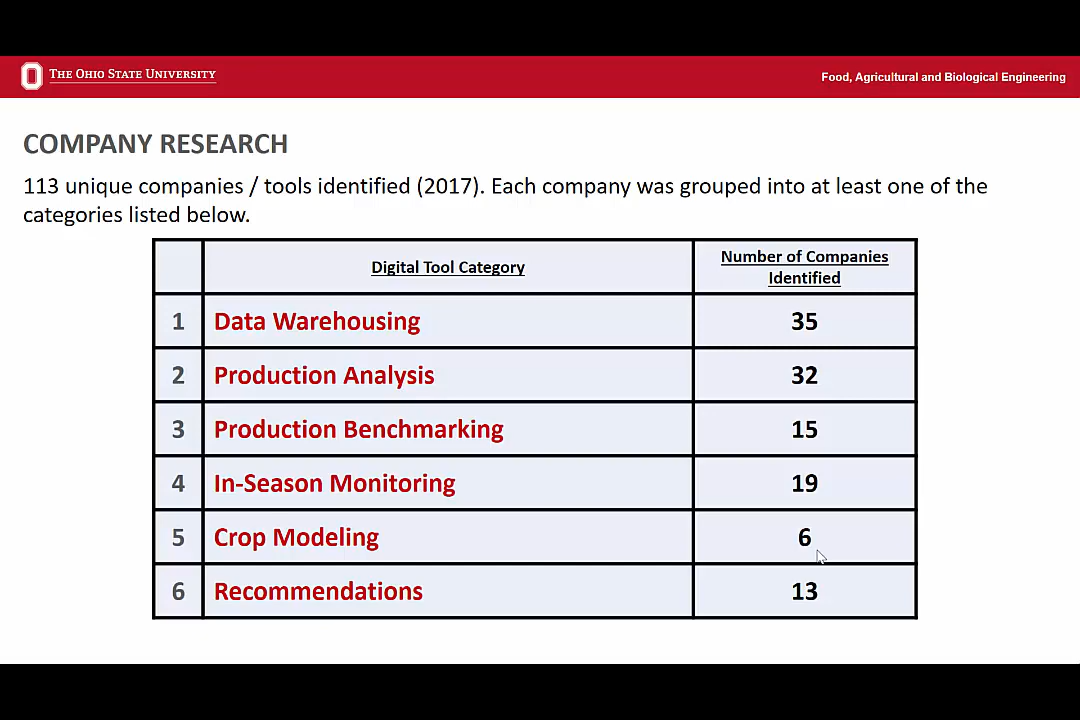 THE OHIO STATE UNIVERSITY
Food, Agricultural and Biological Engineering
COMPANY RESEARCH
113 unique companies / tools identified (2017). Each company was grouped into at least one of the
categories listed below.
Digital Tool Category
Number of Companies
Identified
1 Data Warehousing 35
2 Production Analysis 32
3 Production Benchmarking 15
4 In-Season Monitoring 19
5 Crop Modeling 6
6 Recommendations 13